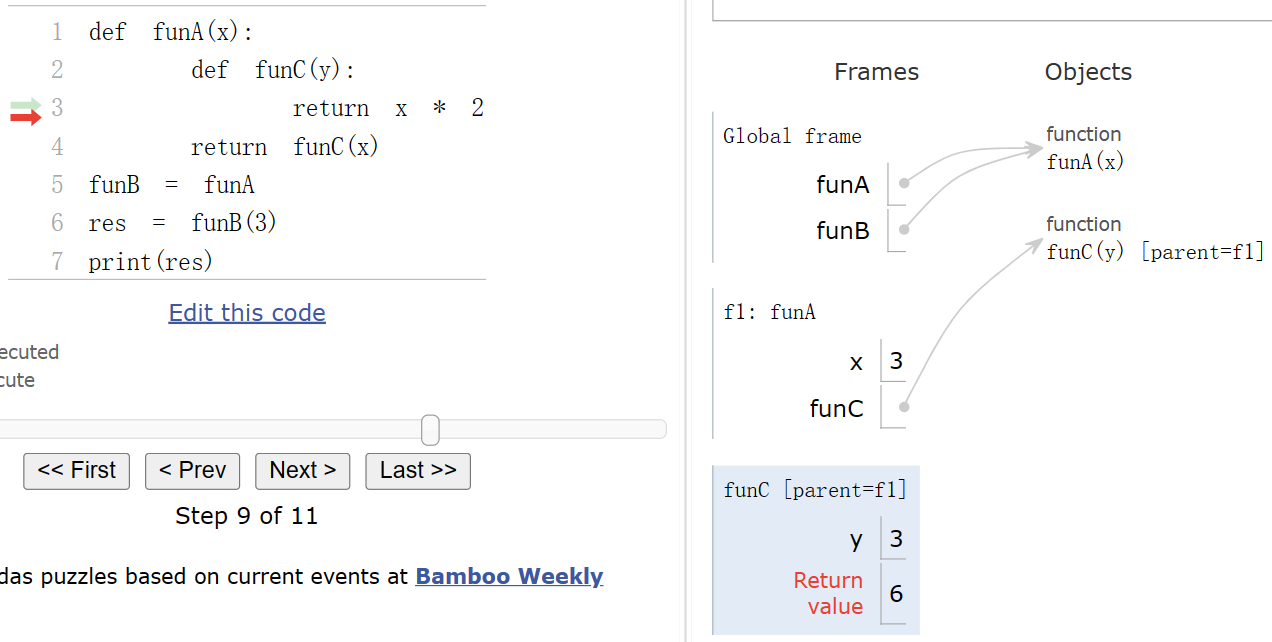 1 def funA(x):
2 def funC(y):
3 return x * 2
4 return funC(x)
5 funB = funA
6 res = funB(3)
7 print(res)
Edit this code
ecuted
cute
<< First < Prev Next > Last >>
Step 9 of 11
das puzzles based on current events at Bamboo Weekly
Frames Objects
Global frame
funA
funB
function
funA(x)
function
funC(y) [parent=f1]
f1: funA
x 3
funC
funC [parent=f1]
y 3
Return
value 6